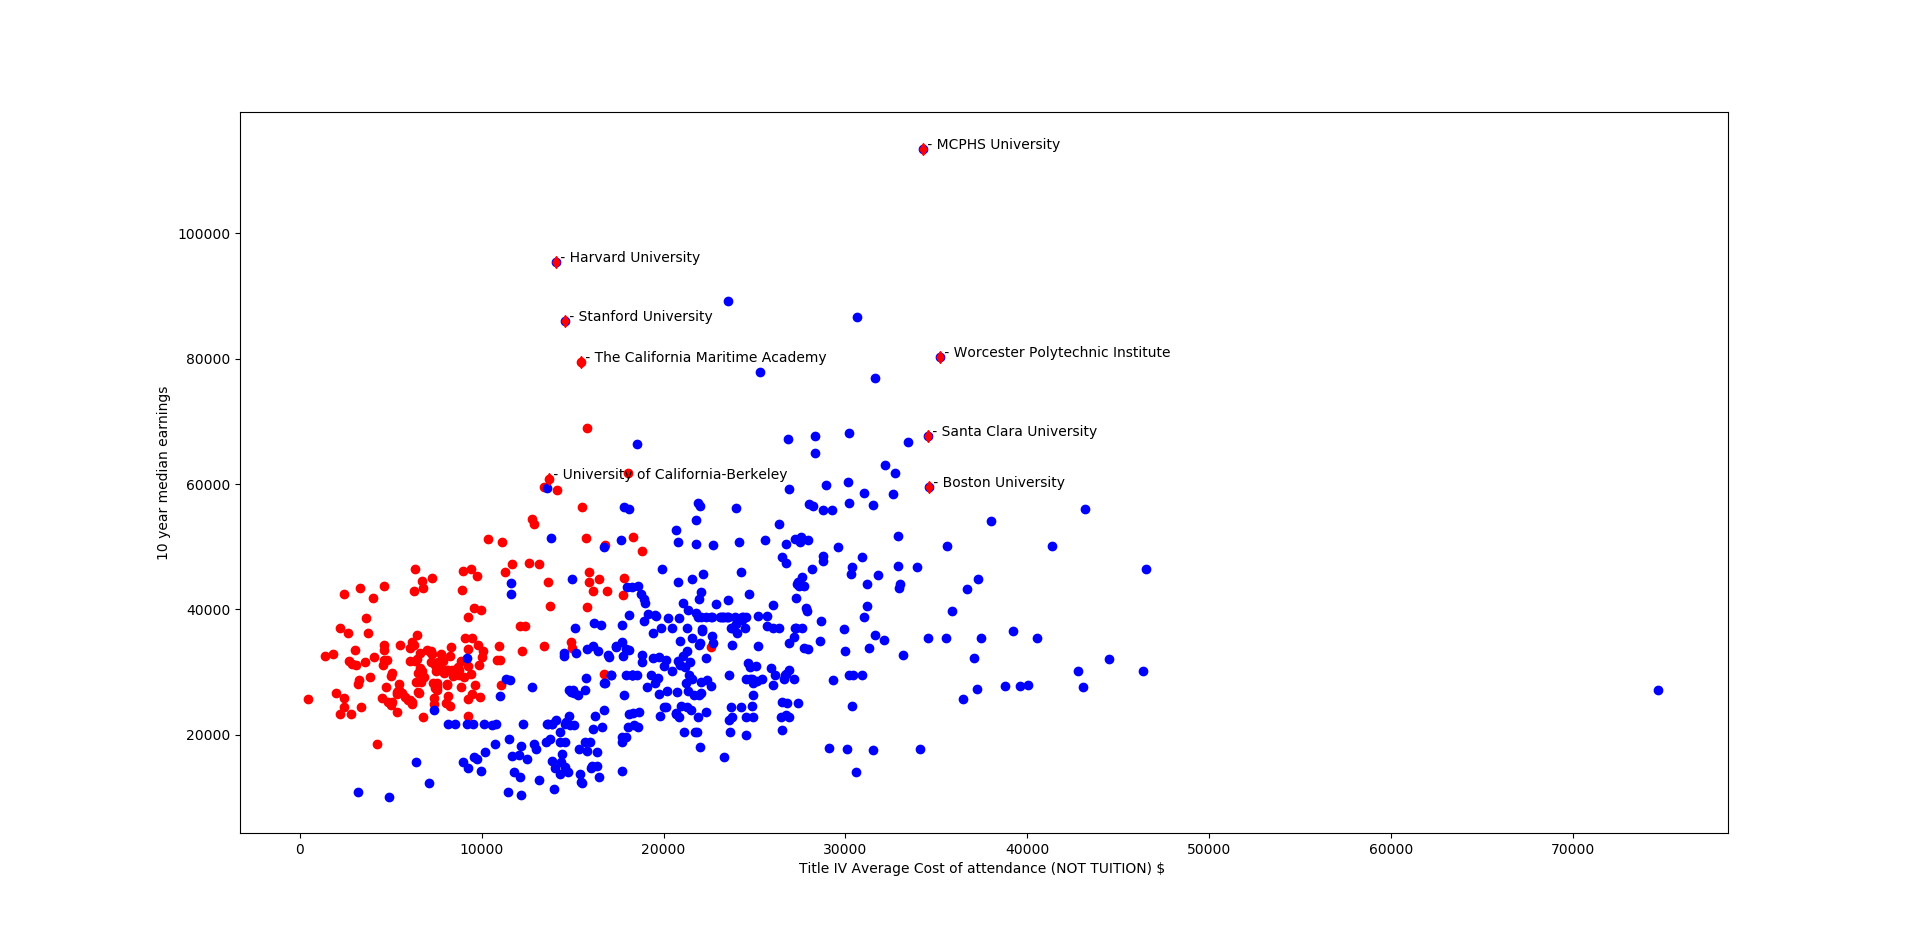 - MCPHS University
100000
- Harvard University
- Stanford University
- Worcester Polytechnic Institute
80000
- The California Maritime Academy
- Santa Clara University
- University of California-Berkeley
60000
- Boston University
10 year median earnings
40000
20000
0
10000
20000
30000
40000
50000
60000
70000
Title IV Average Cost of attendance (NOT TUITION) $